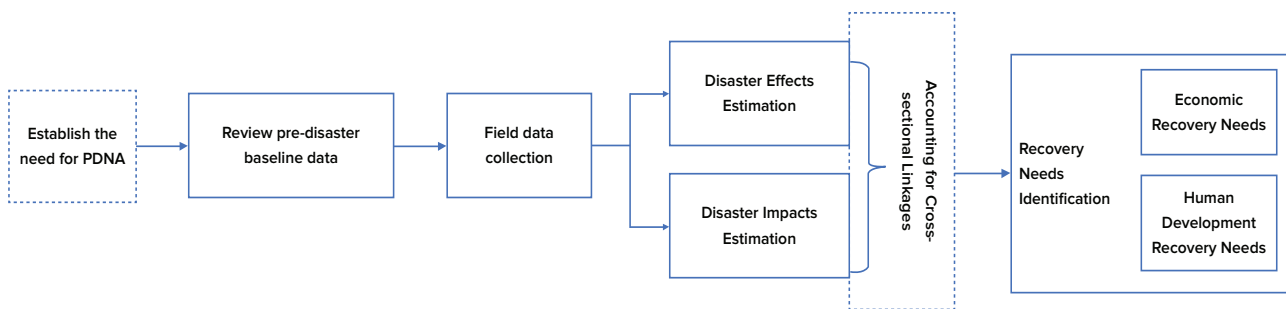 Establish the
need for PDNA
Review pre-disaster
baseline data
Field data
collection
Disaster Effects
Estimation
Disaster Impacts
Estimation
Accounting for Cross-
sectional Linkages
Recovery
Needs
Identification
Economic
Recovery Needs
Human
Development
Recovery Needs